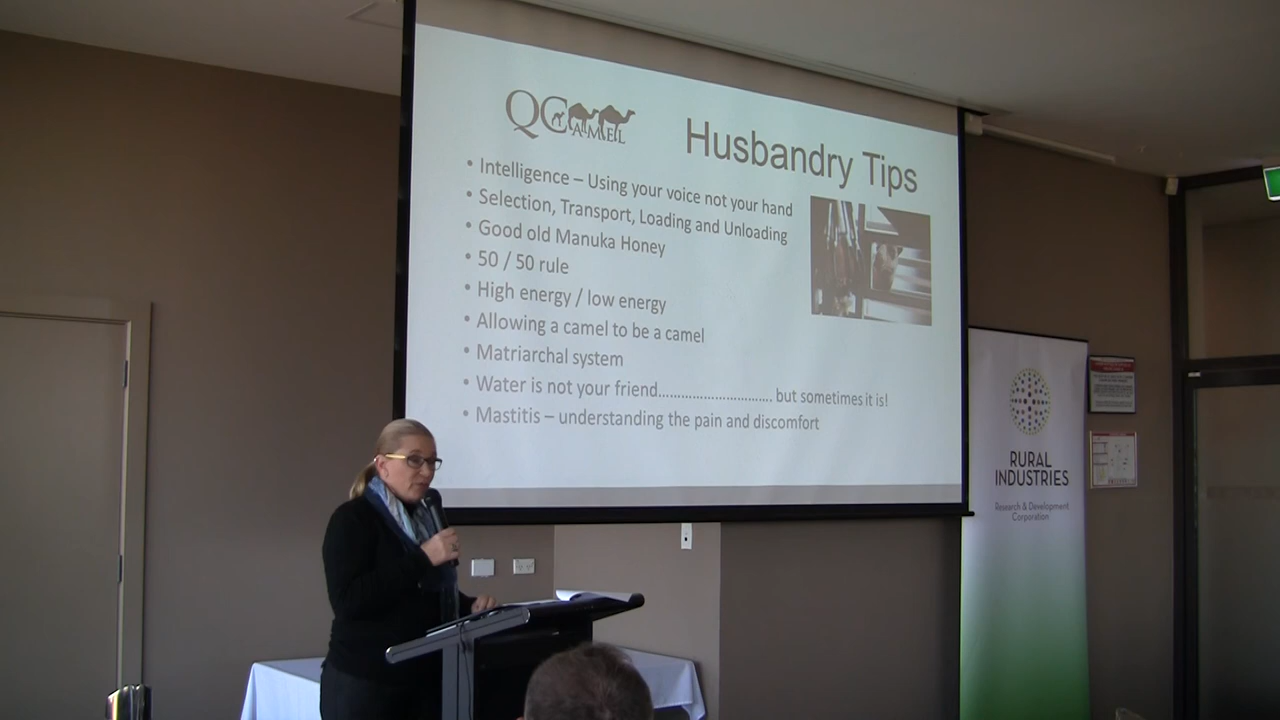 QCAMEL
Husbandry Tips
• Intelligence – Using your voice not your hand
• Selection, Transport, Loading and Unloading
• Good old Manuka Honey
• 50 / 50 rule
• High energy / low energy
• Allowing a camel to be a camel
• Matriarchal system
• Water is not your friend............................. but sometimes it is!
• Mastitis – understanding the pain and discomfort
RURAL
INDUSTRIES
Research & Development
Corporation